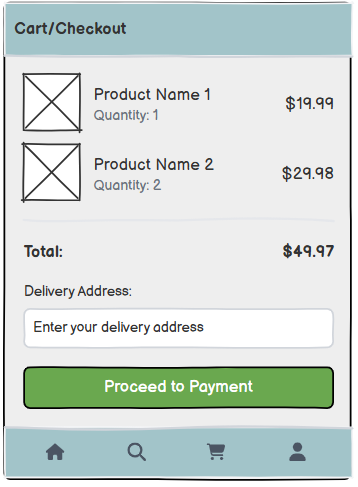 Cart/Checkout
Product Name 1
Quantity: 1
$19.99
Product Name 2
Quantity: 2
$29.98
Total:
$49.97
Delivery Address:
Enter your delivery address
Proceed to Payment